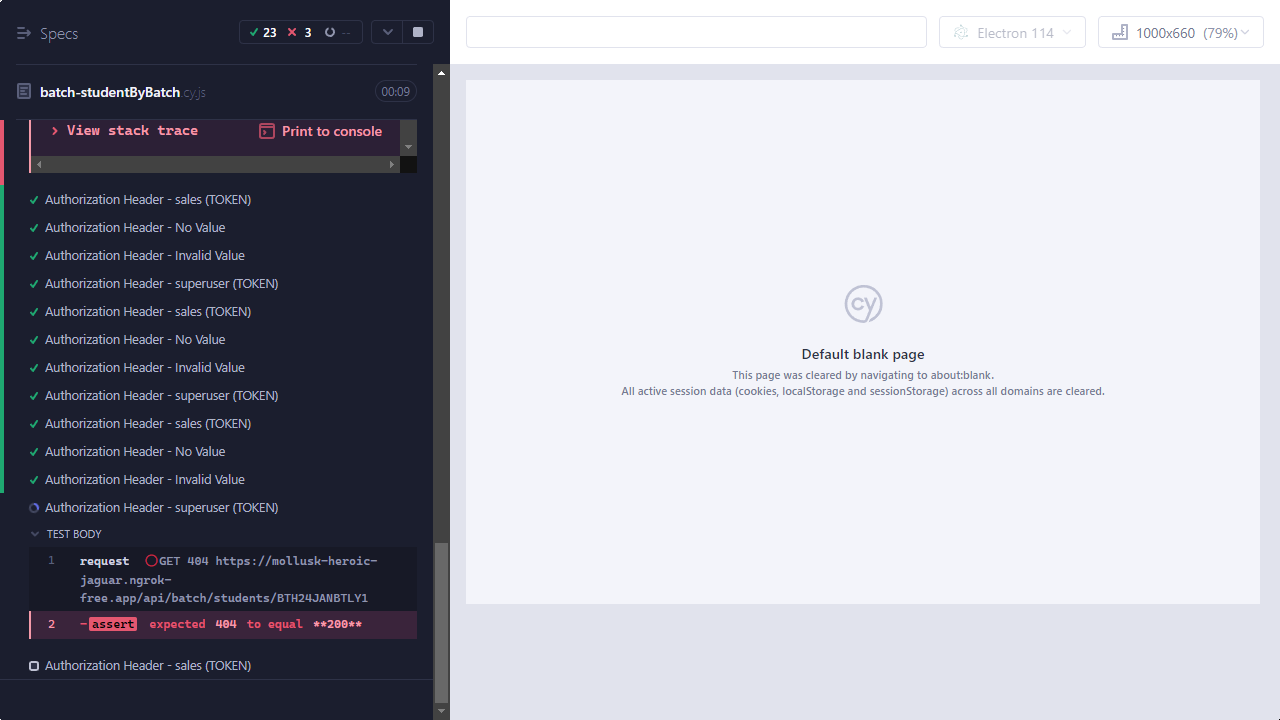 Specs
23
3
--
batch-studentByBatch.cy.js
00:09
View stack trace
Print to console
Authorization Header - sales (TOKEN)
Authorization Header - No Value
Authorization Header - Invalid Value
Authorization Header - superuser (TOKEN)
Authorization Header - sales (TOKEN)
Authorization Header - No Value
Authorization Header - Invalid Value
Authorization Header - superuser (TOKEN)
Authorization Header - sales (TOKEN)
Authorization Header - No Value
Authorization Header - Invalid Value
Authorization Header - superuser (TOKEN)
TEST BODY
1 request GET 404 https://mollusk-heroic-
jaguar.ngrok-
free.app/api/batch/students/BTH24JANBTLY1
2 -assert expected 404 to equal **200**
Authorization Header - sales (TOKEN)
Electron 114
1000x660 (79%)
cy
Default blank page
This page was cleared by navigating to about:blank.
All active session data (cookies, localStorage and sessionStorage) across all domains are cleared.